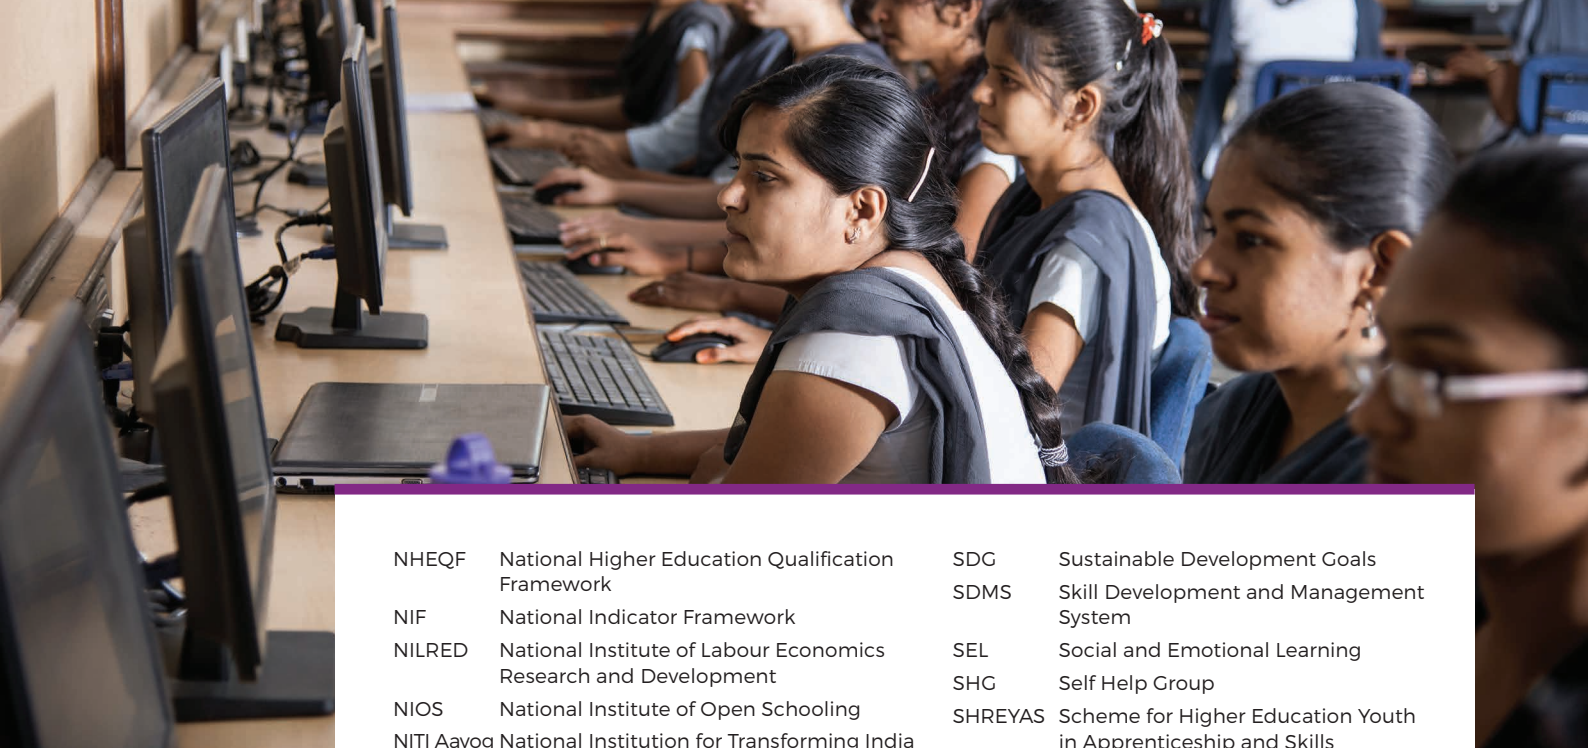 NHEQF National Higher Education Qualification
Framework
NIF National Indicator Framework
NILRED National Institute of Labour Economics
Research and Development
NIOS National Institute of Open Schooling
NITI Aayog National Institution for Transforming India
SDG Sustainable Development Goals
SDMS Skill Development and Management
System
SEL Social and Emotional Learning
SHG Self Help Group
SHREYAS Scheme for Higher Education Youth
in Apprenticeship and Skills